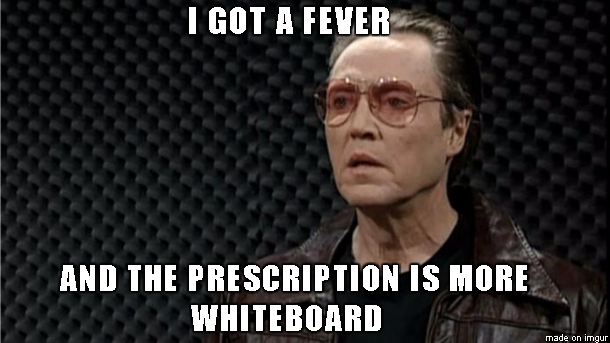 I GOT A FEVER
AND THE PRESCRIPTION IS MORE
WHITEBOARD
made on imgur